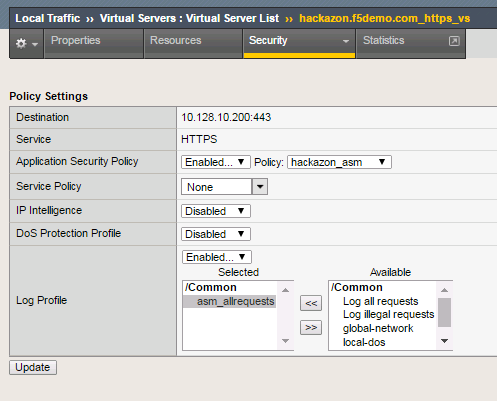 Local Traffic ›› Virtual Servers : Virtual Server List ›› hackazon.f5demo.com_https_vs
Properties Resources Security Statistics
Policy Settings
Destination 10.128.10.200:443
Service HTTPS
Application Security Policy Enabled... Policy: hackazon_asm
Service Policy None
IP Intelligence Disabled
DoS Protection Profile Disabled
Enabled...
Selected Available
Log Profile
/Common /Common
asm_allrequests << Log all requests
Log illegal requests
>> global-network
local-dos
Update